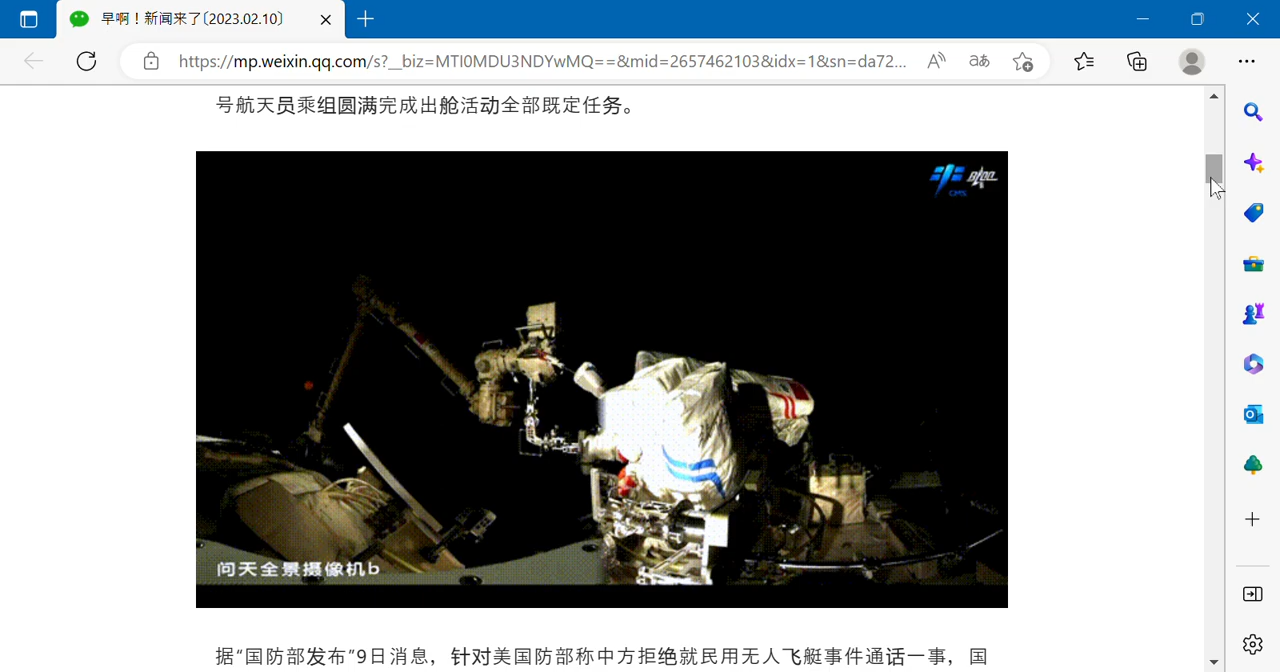 早啊！新闻来了〔2023.02.10〕
https://mp.weixin.qq.com/s?__biz=MTI0MDU3NDYwMQ==&mid=2657462103&idx=1&sn=da72...
号航天员乘组圆满完成出舱活动全部既定任务。
CMS
问天全景摄像机b
据“国防部发布”9日消息，针对美国防部称中方拒绝就民用无人飞艇事件通话一事，国